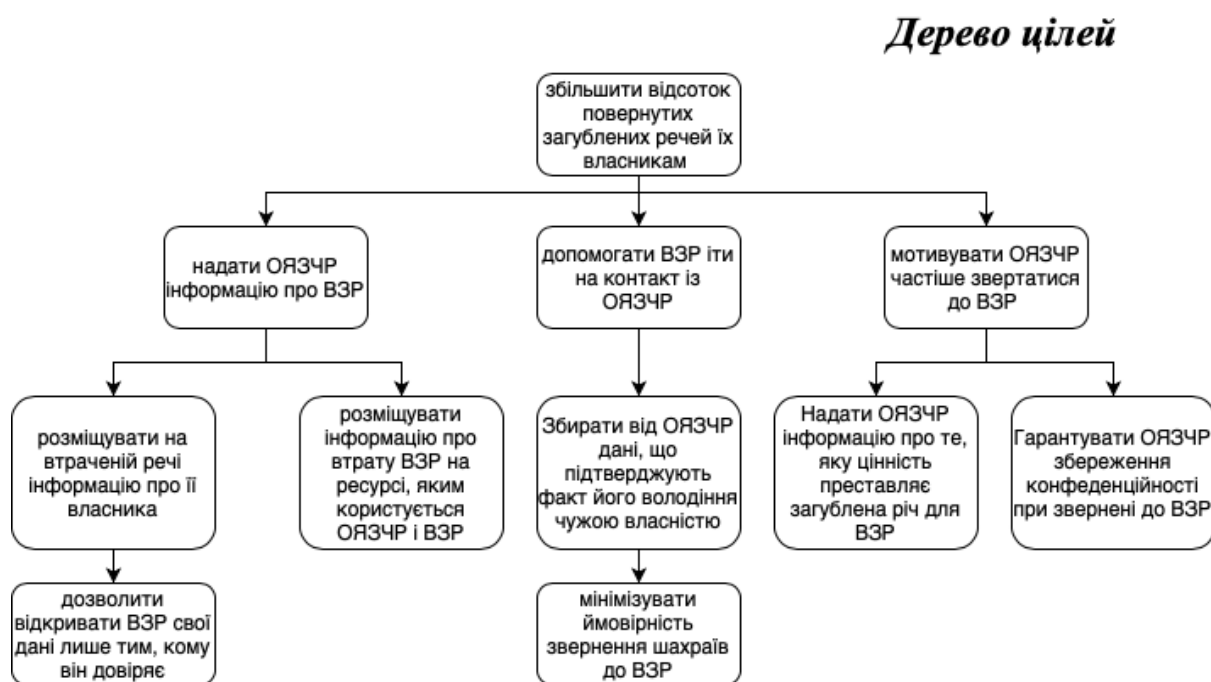 Дерево цілей
збільшити відсоток
повернутих
загублених речей їх
власникам
надати ОЯЗЧР
інформацію про ВЗР
допомогати ВЗР іти
на контакт із
ОЯЗЧР
мотивувати ОЯЗЧР
частіше звертатися
до ВЗР
розміщувати на
втраченій речі
інформацію про її
власника
розміщувати
інформацію про
втрату ВЗР на
ресурсі, яким
користується
ОЯЗЧР і ВЗР
Збирати від ОЯЗЧР
дані, що
підтверджують
факт його володіння
чужою власністю
Надати ОЯЗЧР
інформацію про те,
яку цінність
преставляє
загублена річ для
ВЗР
Гарантувати ОЯЗЧР
збереження
конфеденційності
при звернені до ВЗР
дозволити
відкривати ВЗР свої
дані лише тим, кому
він довіряє
мінімізувати
ймовірність
звернення шахраїв
до ВЗР